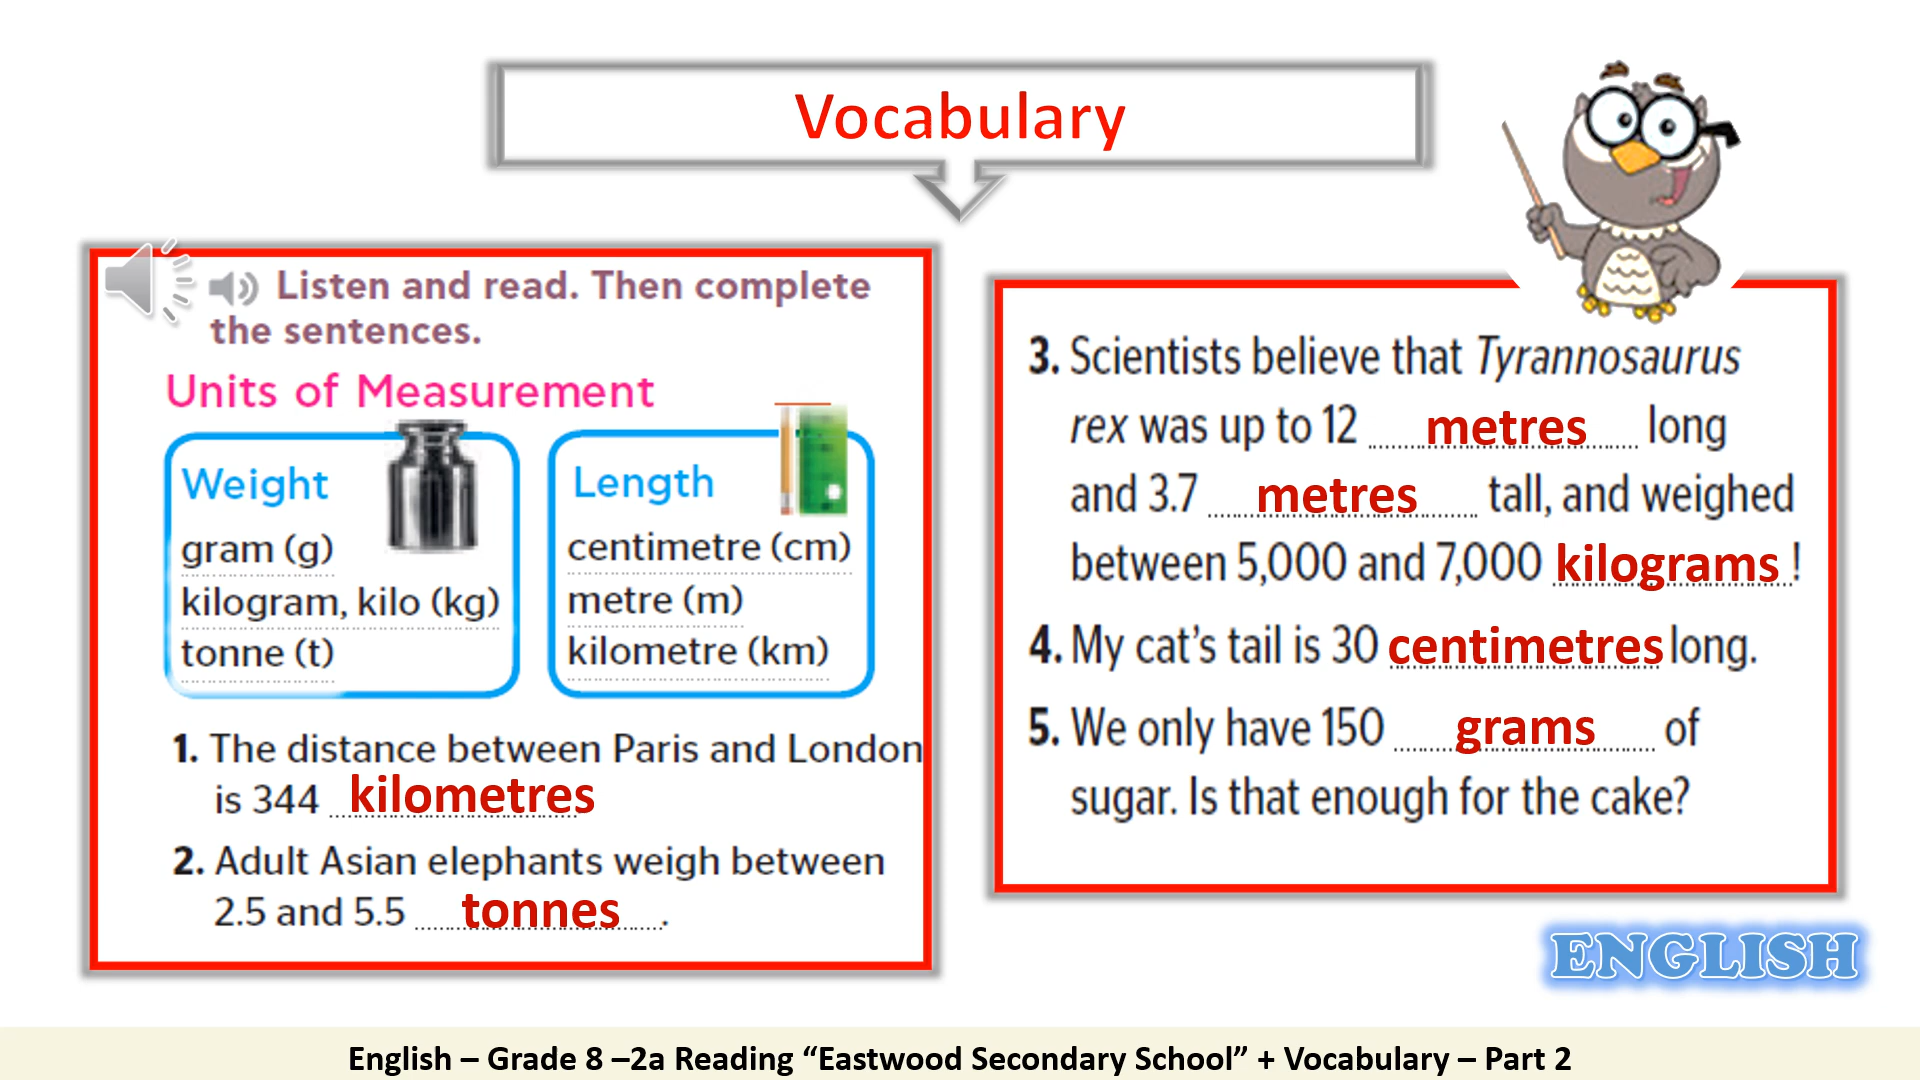 Vocabulary
Listen and read. Then complete
the sentences.
Units of Measurement
Weight
gram (g)
kilogram, kilo (kg)
tonne (t)
Length
centimetre (cm)
metre (m)
kilometre (km)
1. The distance between Paris and London
is 344 kilometres
2. Adult Asian elephants weigh between
2.5 and 5.5 tonnes.
3. Scientists believe that Tyrannosaurus
rex was up to 12 metres long
and 3.7 metres tall, and weighed
between 5,000 and 7,000 kilograms!
4. My cat's tail is 30 centimetres long.
5. We only have 150 grams of
sugar. Is that enough for the cake?
ENGLISH
English – Grade 8 –2a Reading “Eastwood Secondary School” + Vocabulary – Part 2